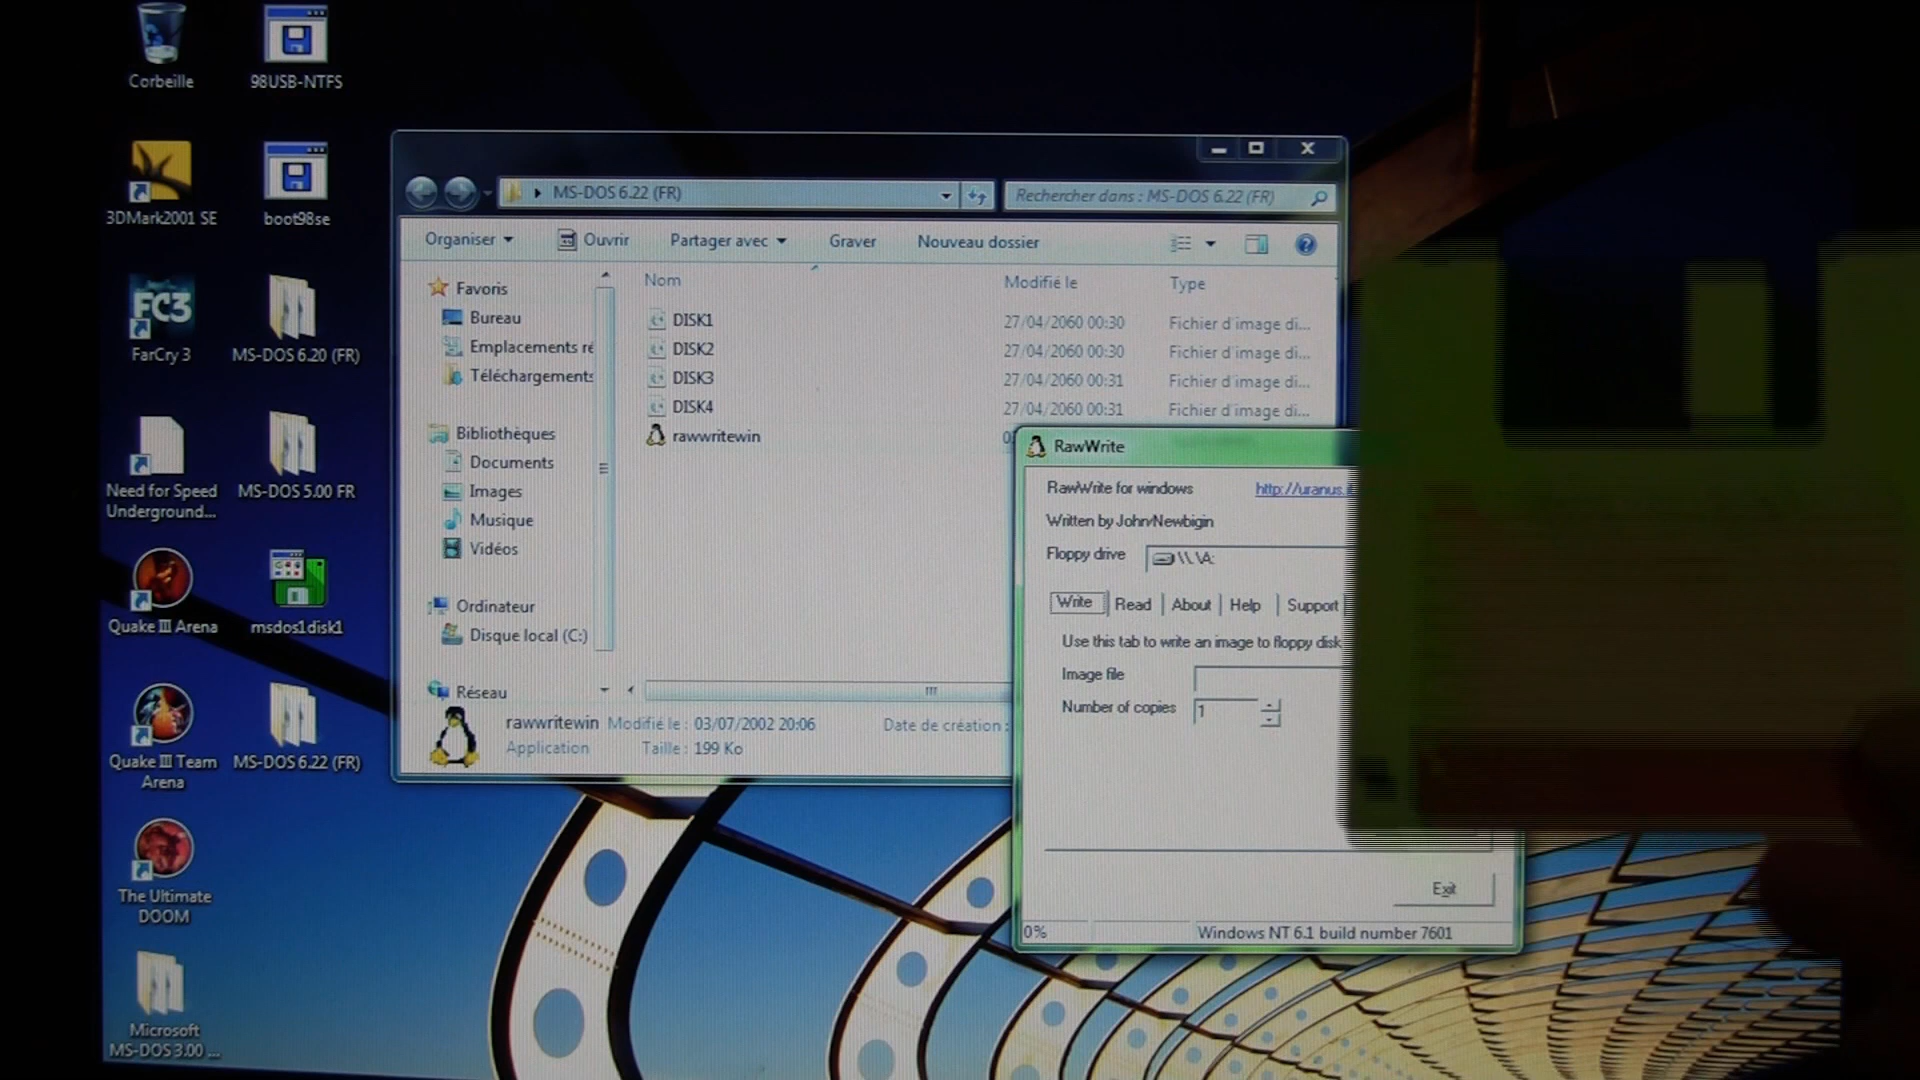 Corbeille
98USB-NTFS
3DMark2001 SE
boot98se
FarCry 3
MS-DOS 6.20 (FR)
Need for Speed
Underground...
MS-DOS 5.00 FR
Quake III Arena
msdos1disk1
Quake III Team
Arena
MS-DOS 6.22 (FR)
The Ultimate
DOOM
Microsoft
MS-DOS 3.00 ...
MS-DOS 6.22 (FR)
Rechercher dans : MS-DOS 6.22 (FR)
Organiser
Ouvrir
Partager avec
Graver
Nouveau dossier
Favoris
Bureau
Emplacements ré
Téléchargements
Bibliothèques
Documents
Images
Musique
Vidéos
Ordinateur
Disque local (C:)
Réseau
Nom Modifié le Type
DISK1 27/04/2060 00:30 Fichier d'image di...
DISK2 27/04/2060 00:30 Fichier d'image di...
DISK3 27/04/2060 00:31 Fichier d'image di...
DISK4 27/04/2060 00:31 Fichier d'image di...
rawwritewin
rawwritewin Modifié le : 03/07/2002 20:06 Date de création :
Application Taille : 199 Ko
RawWrite
RawWrite for windows http://uranus.
Written by John Newbigin
Floppy drive \\.\A:
Write Read About Help Support
Use this tab to write an image to floppy disk
Image file
Number of copies 1
Exit
0% Windows NT 6.1 build number 7601